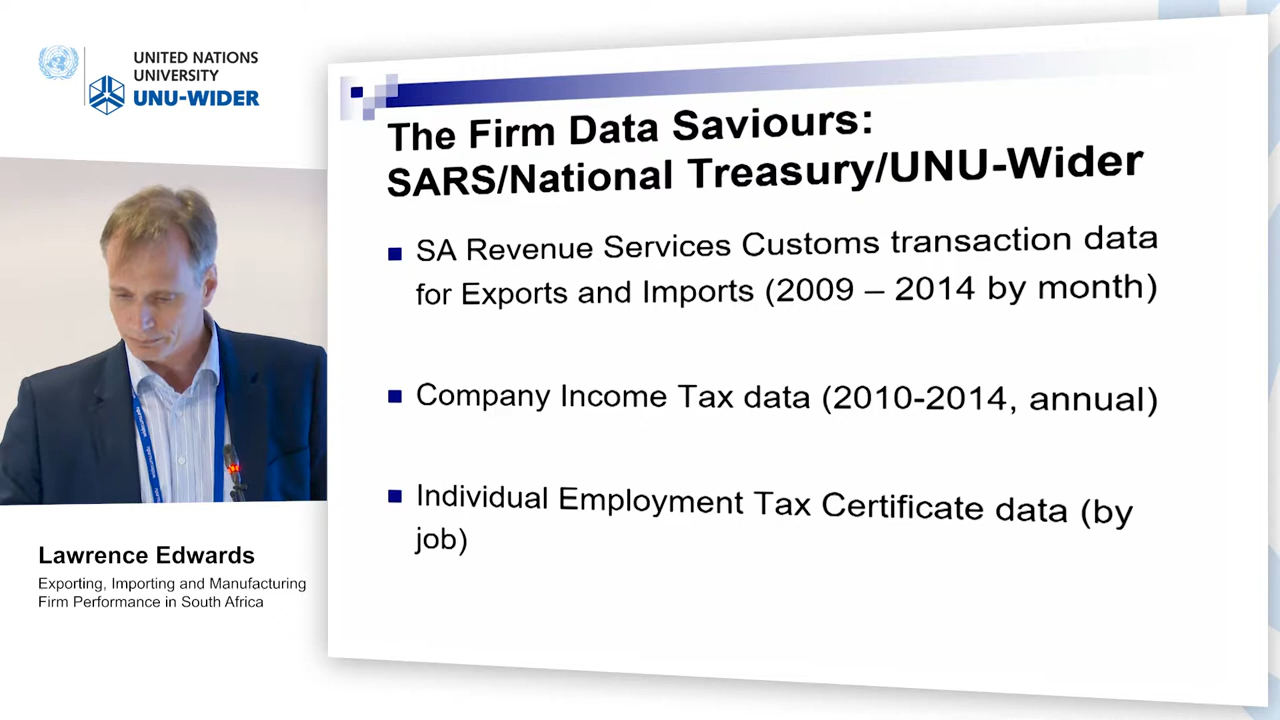 UNITED NATIONS
UNIVERSITY
UNU-WIDER
The Firm Data Saviours:
SARS/National Treasury/UNU-Wider
SA Revenue Services Customs transaction data
for Exports and Imports (2009 – 2014 by month)
Company Income Tax data (2010-2014, annual)
Individual Employment Tax Certificate data (by
job)
Lawrence Edwards
Exporting, Importing and Manufacturing
Firm Performance in South Africa